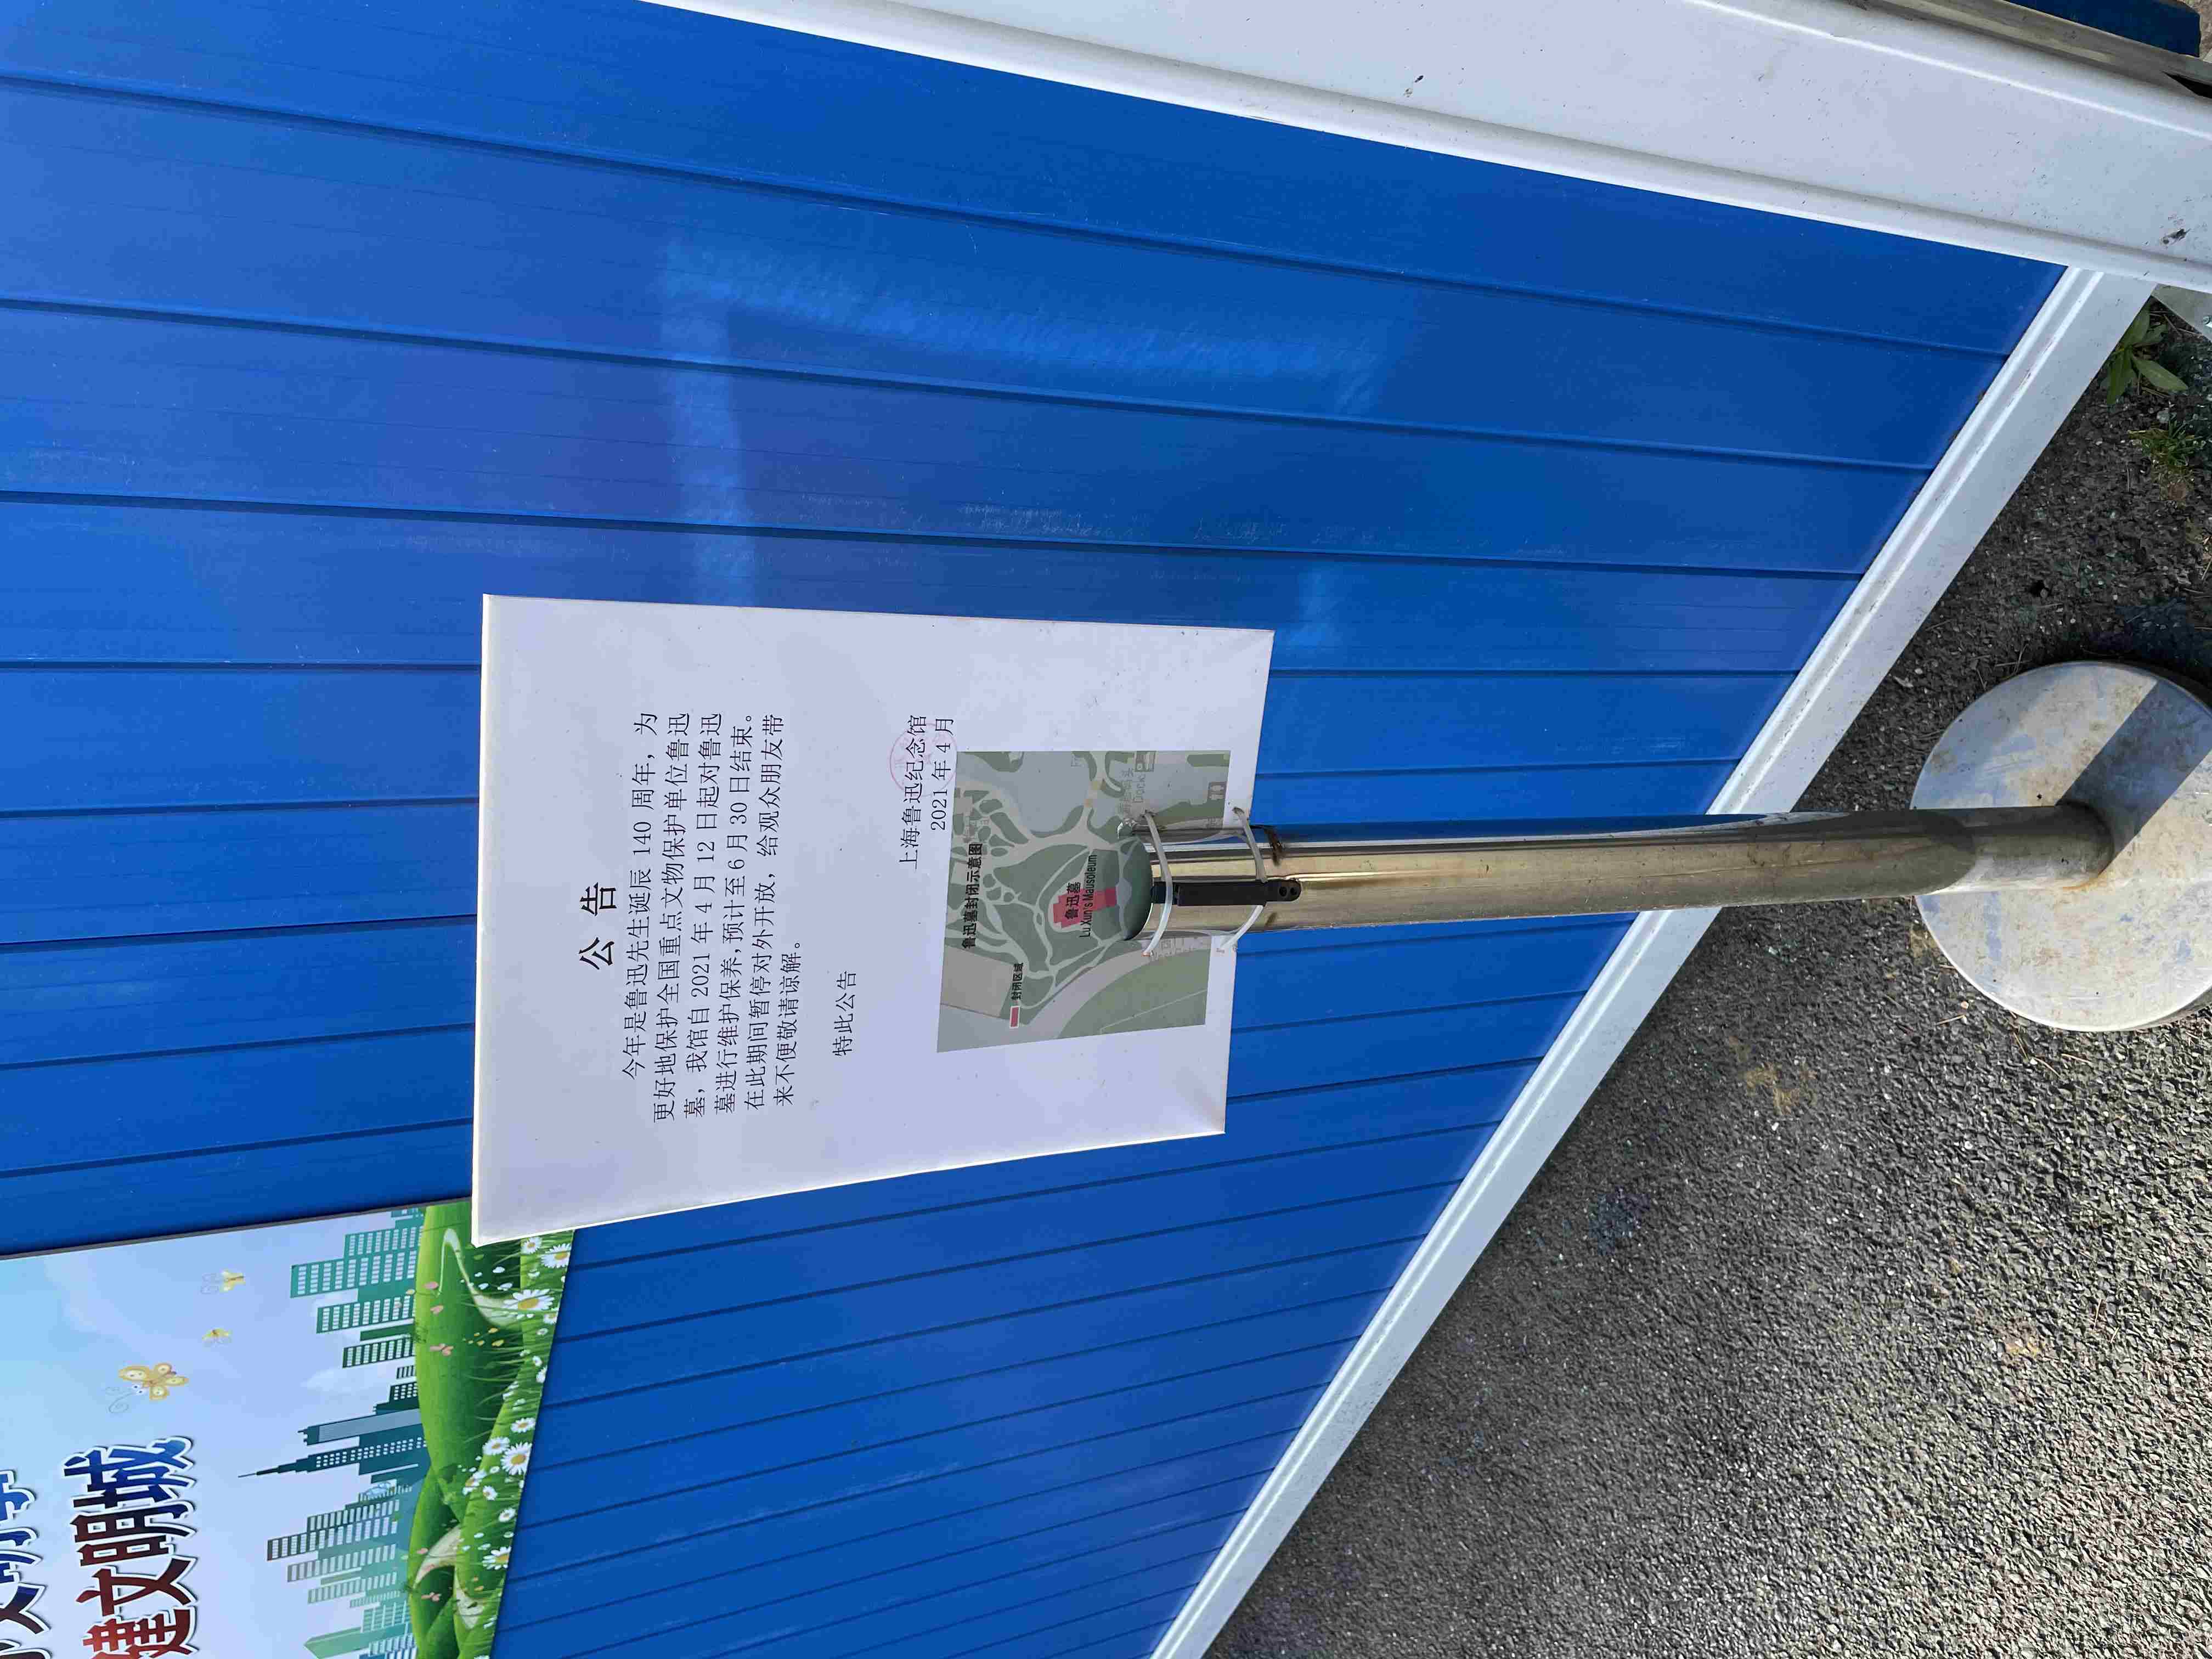 建文明城
公告
今年是鲁迅先生诞辰 140 周年，为
更好地保护全国重点文物保护单位鲁迅
墓，我馆自 2021 年 4 月 12 日起对鲁迅
墓进行维护保养，预计至 6 月 30 日结束。
在此期间暂停对外开放，给观众朋友带
来不便敬请谅解。
特此公告
上海鲁迅纪念馆
2021 年 4 月
鲁迅墓封闭示意图
封闭区域
鲁迅墓
Lu Xun's Mausoleum
Dock